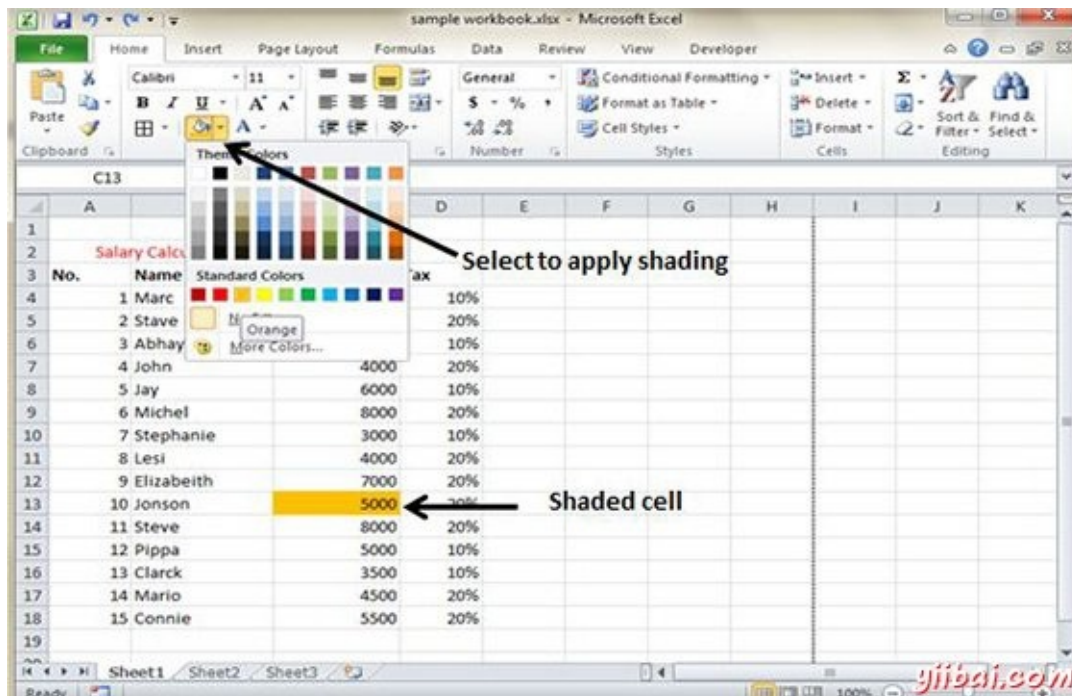 sample workbook.xlsx - Microsoft Excel
File Home Insert Page Layout Formulas Data Review View Developer
Calibri 11 General Conditional Formatting Insert Σ
Paste B I U A A $ % , Format as Table Delete Sort & Filter Find & Select
A Cell Styles Format
Clipboard Number Styles Cells Editing
C13
Theme Colors
A D E F G H I J K
1
2 Salary Calcu
3 No. Name ax
Standard Colors
Select to apply shading
4 1 Marc 10%
5 2 Stave 20%
Orange
6 3 Abhay 10%
More Colors...
7 4 John 4000 20%
8 5 Jay 6000 10%
9 6 Michel 8000 20%
10 7 Stephanie 3000 10%
11 8 Lesi 4000 20%
12 9 Elizabeith 7000 20%
13 10 Jonson 5000 20%
Shaded cell
14 11 Steve 8000 20%
15 12 Pippa 5000 10%
16 13 Clarck 3500 10%
17 14 Mario 4500 20%
18 15 Connie 5500 20%
19
Sheet1 Sheet2 Sheet3
Ready 100%
yiibai.com